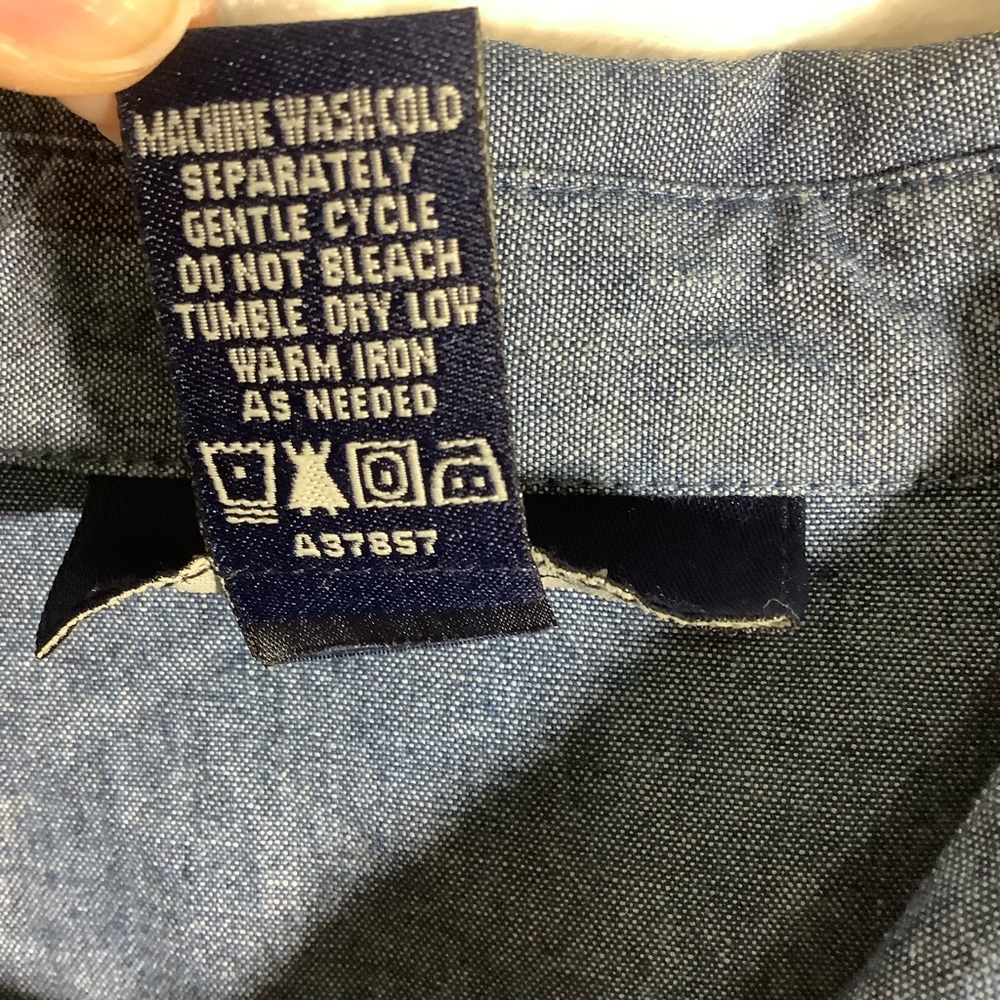 MACHINE WASH COLD
SEPARATELY
GENTLE CYCLE
DO NOT BLEACH
TUMBLE DRY LOW
WARM IRON
AS NEEDED
A37857